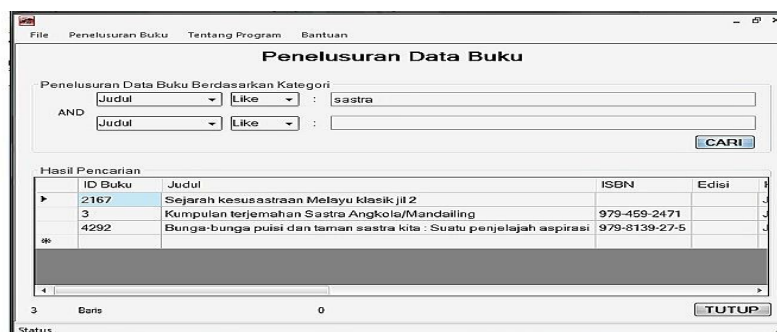 File Penelusuran Buku Tentang Program Bantuan
Penelusuran Data Buku
Penelusuran Data Buku Berdasarkan Kategori
Judul Like : sastra
AND
Judul Like :
CARI
Hasil Pencarian
ID Buku Judul ISBN Edisi
2167 Sejarah kesusastraan Melayu klasik jil 2
3 Kumpulan terjemahan Sastra Angkola/Mandailing 979-459-2471
4292 Bunga-bunga puisi dan taman sastra kita : Suatu penjelajah aspirasi 979-8139-27-5
3 Baris 0 TUTUP
Status